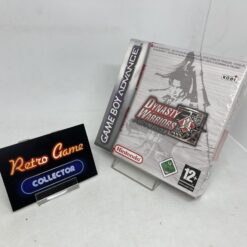 GAME BOY ADVANCE
KOEI
DYNASTY
WARRIORS
Nintendo
12+
Retro Game
COLLECTOR